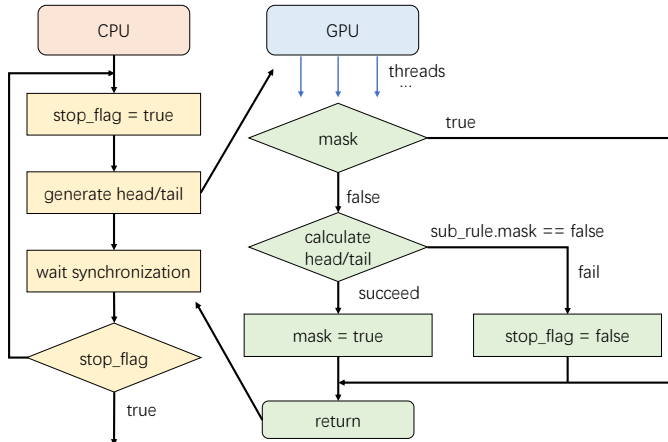 CPU
stop_flag = true
generate head/tail
wait synchronization
stop_flag
true
GPU
threads
...
mask
true
false
calculate
head/tail
sub_rule.mask == false
fail
succeed
mask = true
stop_flag = false
return